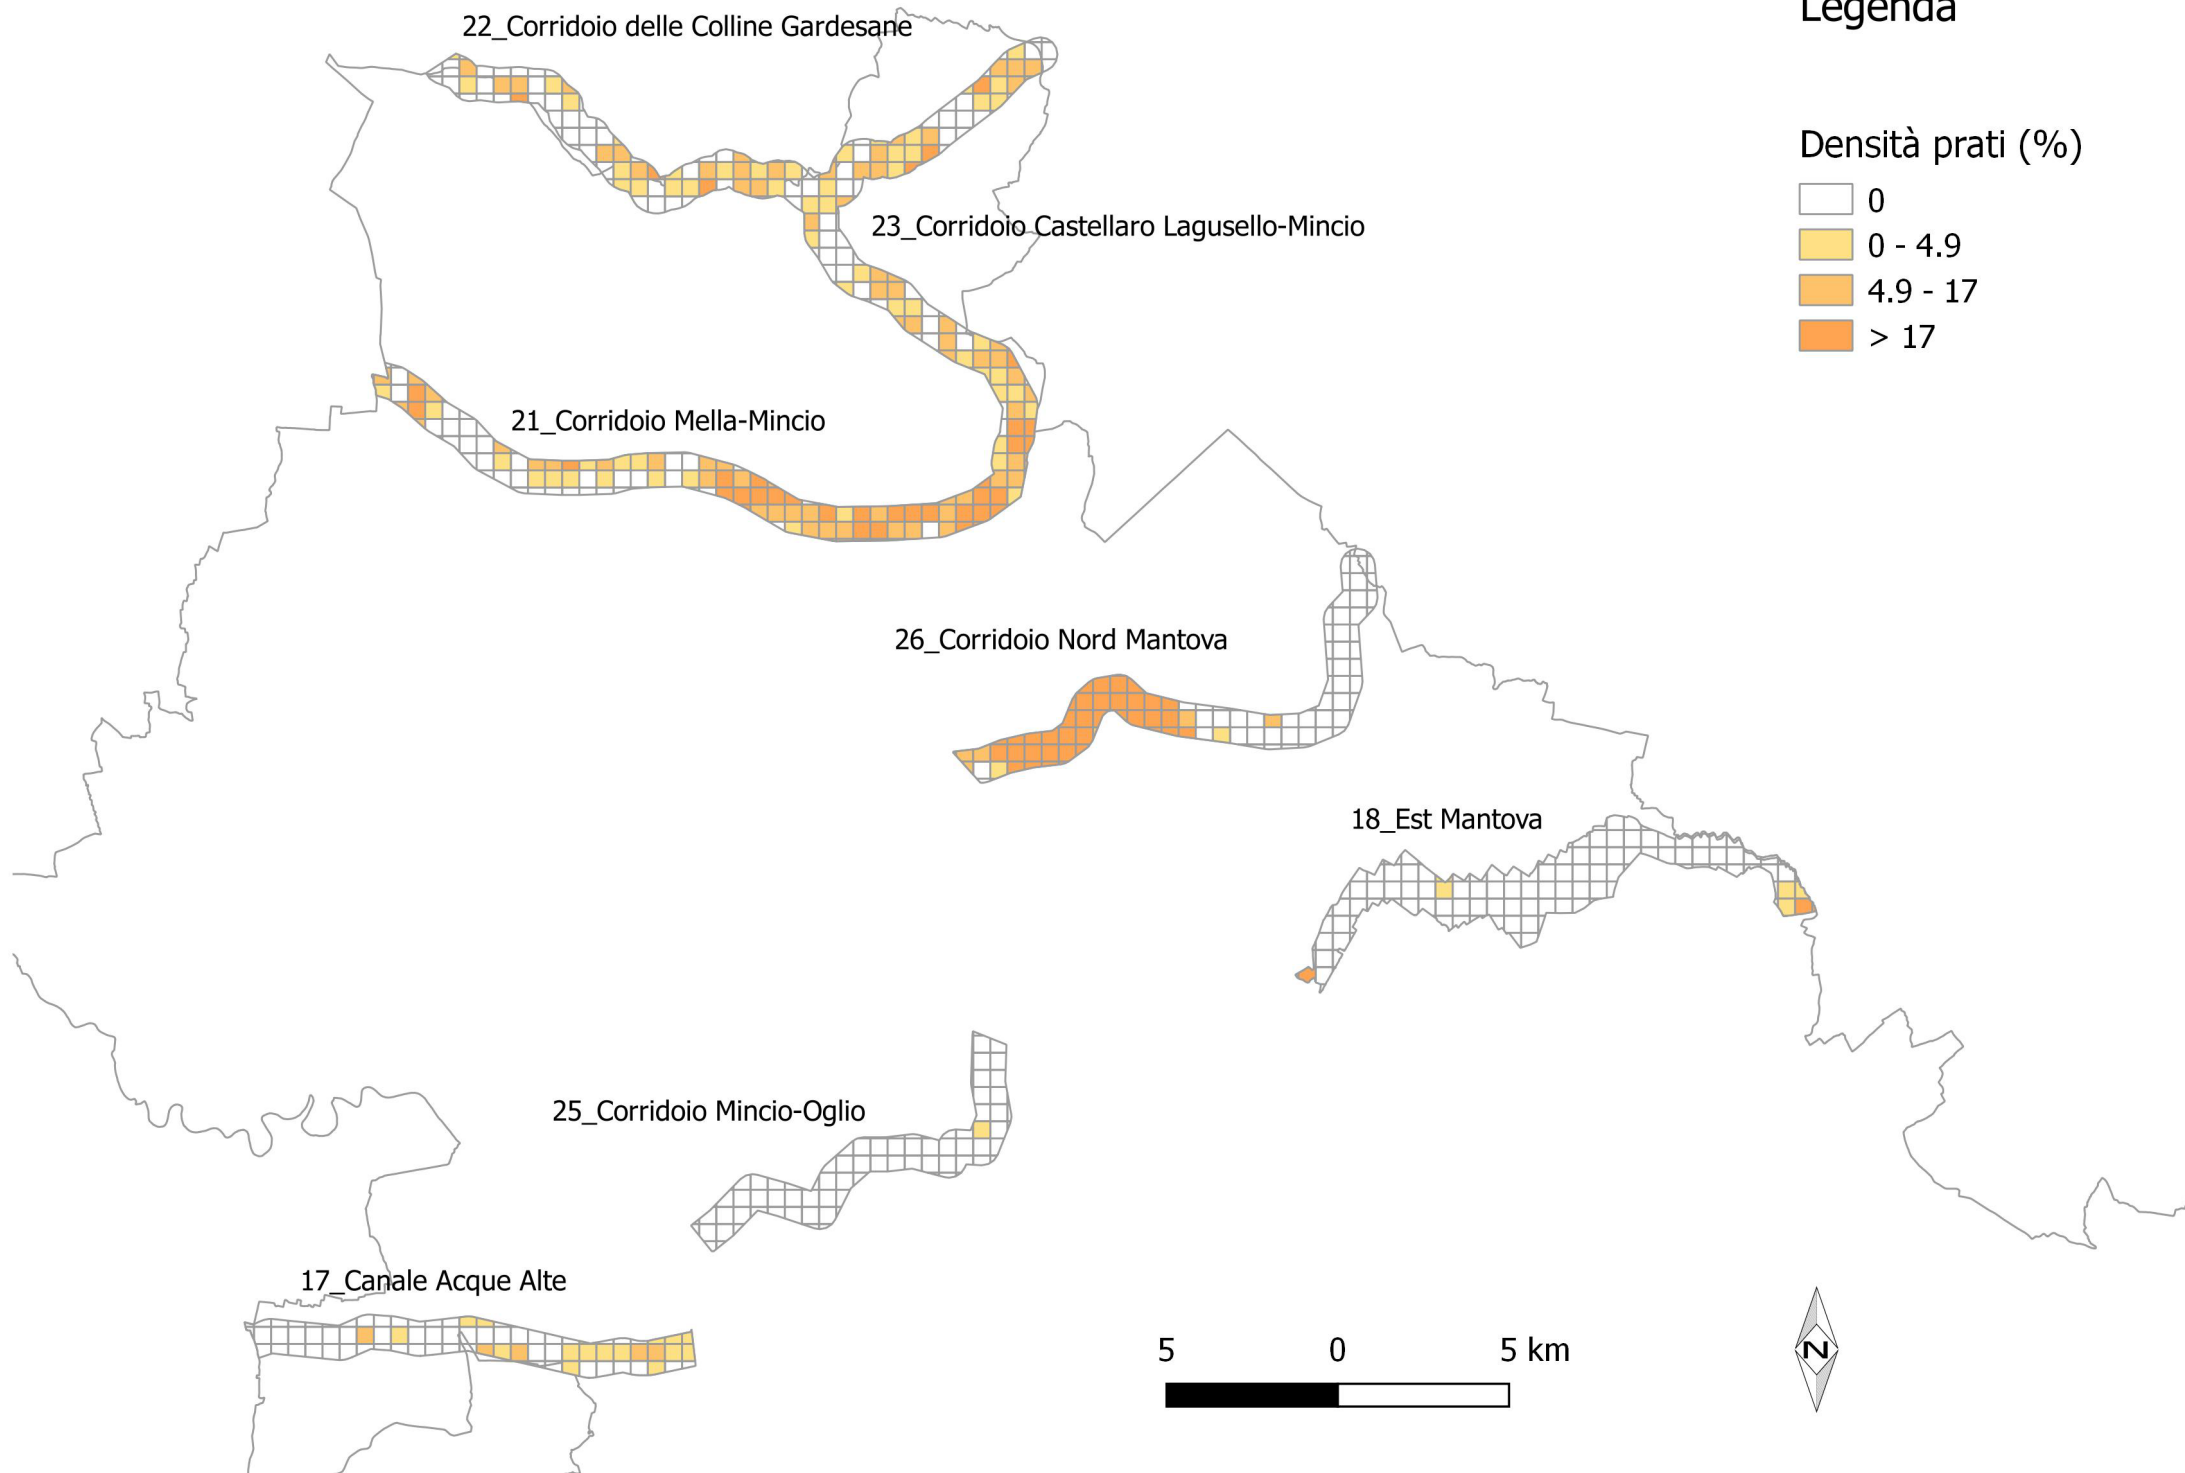 22_Corridoio delle Colline Gardesane
Legenda
Densità prati (%)
0
0 - 4.9
4.9 - 17
> 17
23_Corridoio Castellaro Lagusello-Mincio
21_Corridoio Mella-Mincio
26_Corridoio Nord Mantova
18_Est Mantova
25_Corridoio Mincio-Oglio
17_Canale Acque Alte
5 0 5 km
N